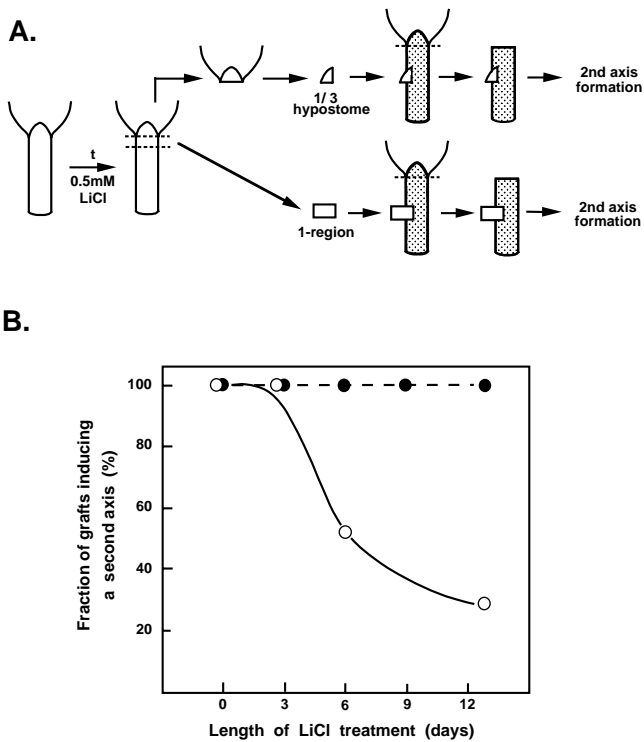 A.
1/ 3
hypostome
2nd axis
formation
t
0.5mM
LiCl
1-region
2nd axis
formation
B.
Fraction of grafts inducing
a second axis (%)
100
80
60
40
20
0 3 6 9 12
Length of LiCl treatment (days)